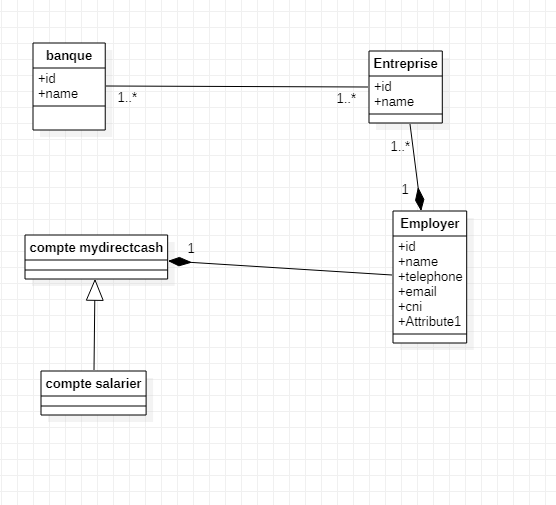 banque
+id
+name
1..*
1..*
Entreprise
+id
+name
1..*
1
Employer
+id
+name
+telephone
+email
+cni
+Attribute1
compte mydirectcash
1
compte salarier